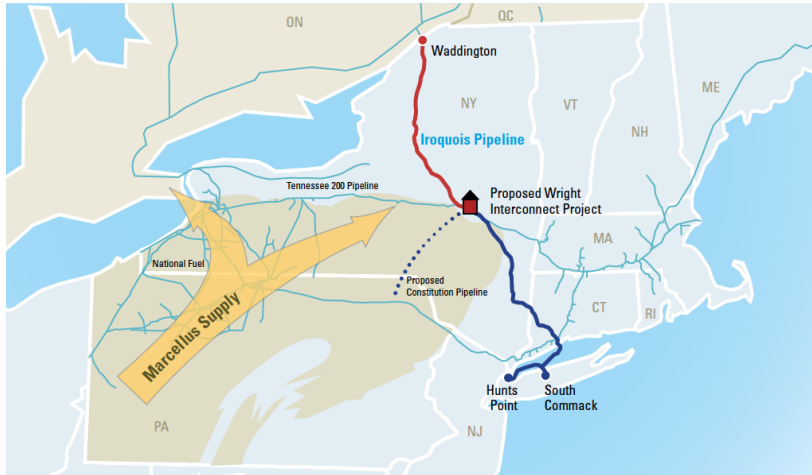 ON
QC
Waddington
ME
NY
VT
NH
Iroquois Pipeline
Tennessee 200 Pipeline
Proposed Wright
Interconnect Project
MA
National Fuel
Proposed
Constitution Pipeline
Marcellus Supply
CT
RI
Hunts
Point
South
Commack
PA
NJ